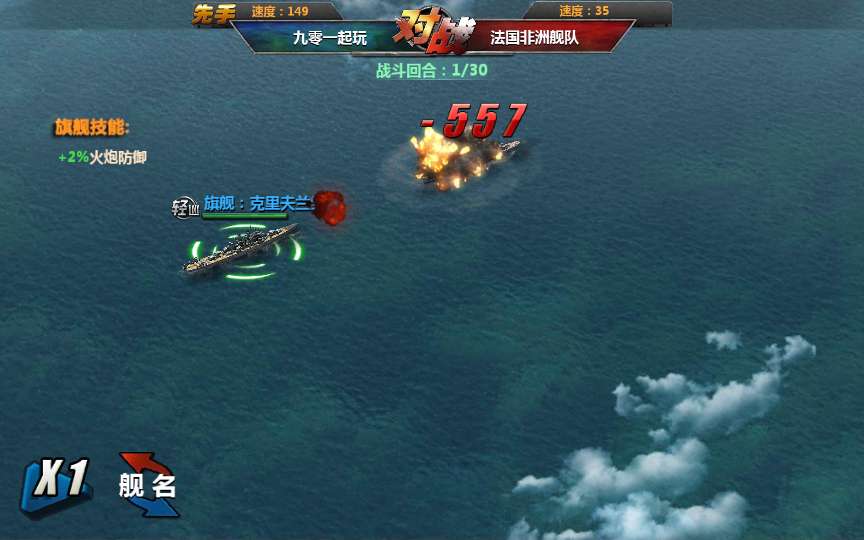 先手 速度：149
对战
速度：35
九零一起玩
法国非洲舰队
战斗回合：1/30
-557
旗舰技能：
+2%火炮防御
轻巡 旗舰：克里夫兰
X1
舰名